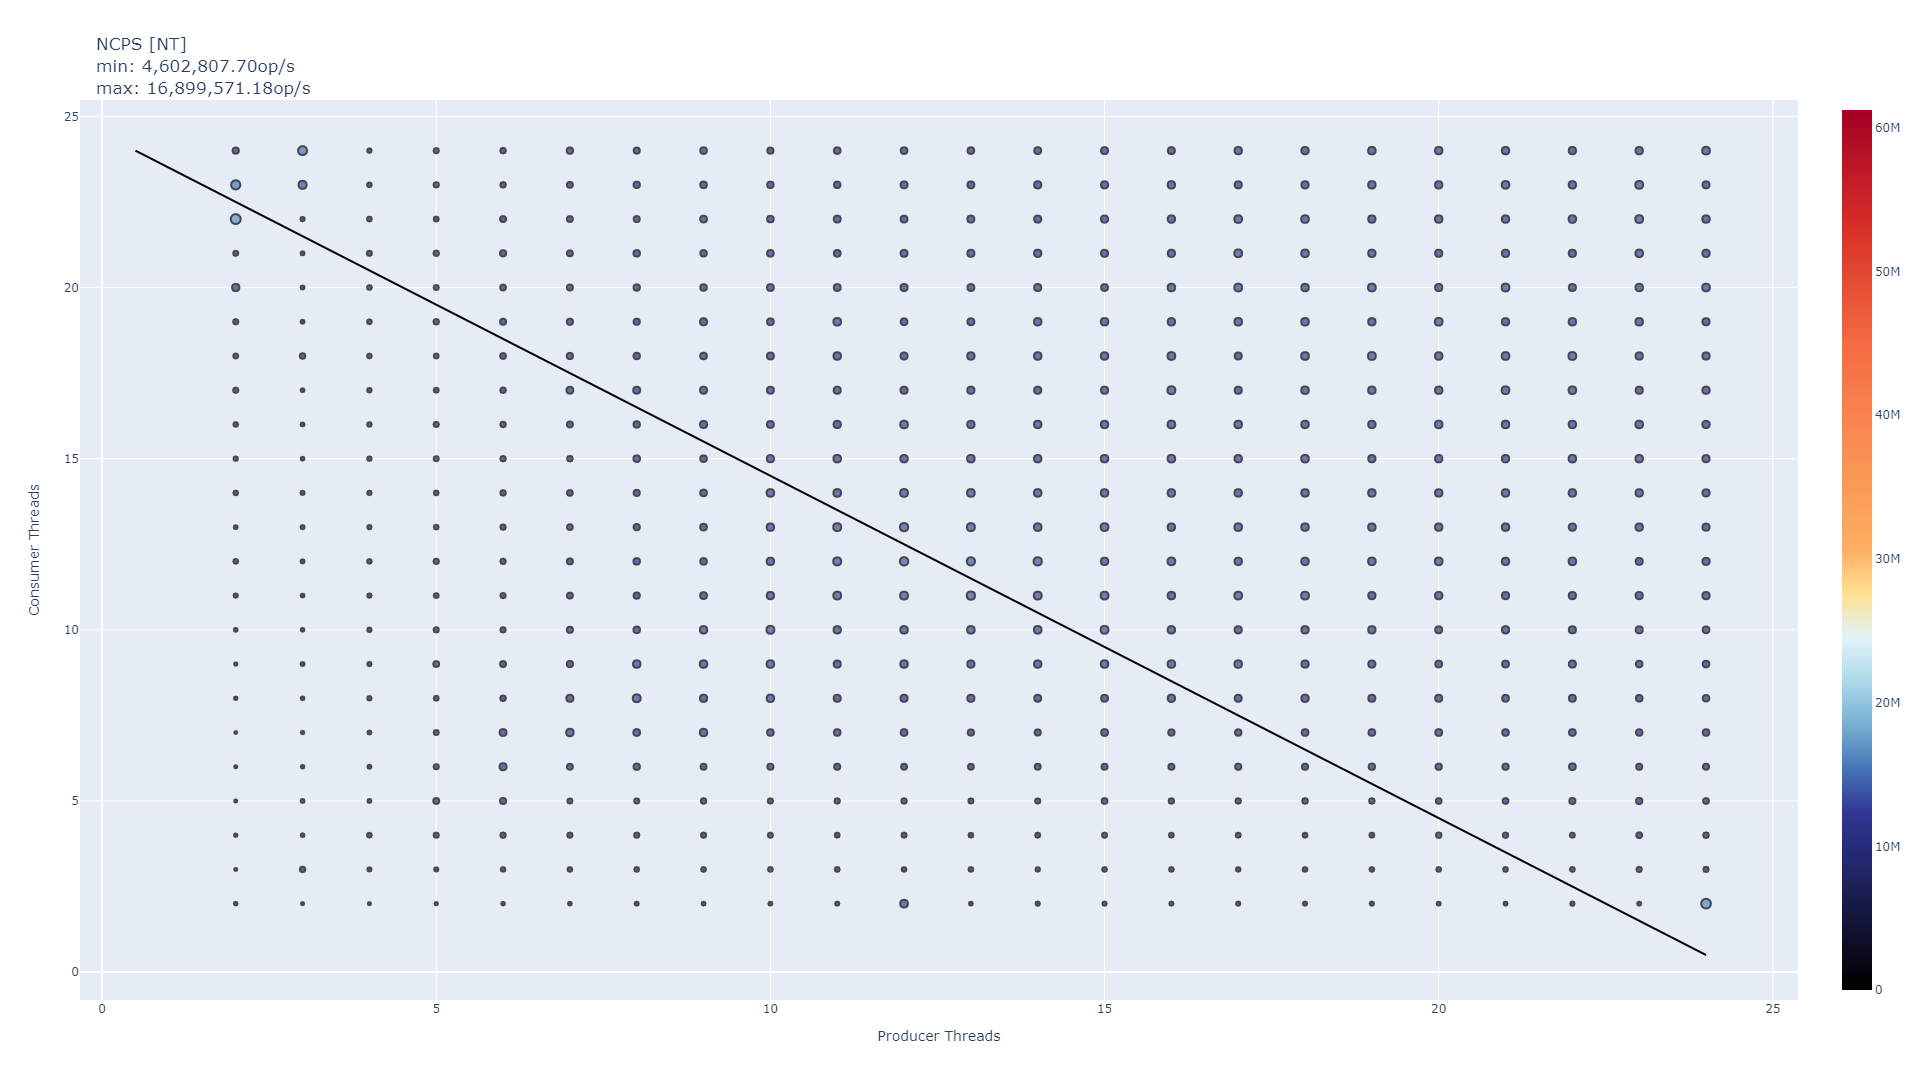 NCPS [NT]
min: 4,602,807.70op/s
max: 16,899,571.18op/s
25
20
15
10
5
0
Consumer Threads
0
5
10
15
20
25
Producer Threads
60M
50M
40M
30M
20M
10M
0